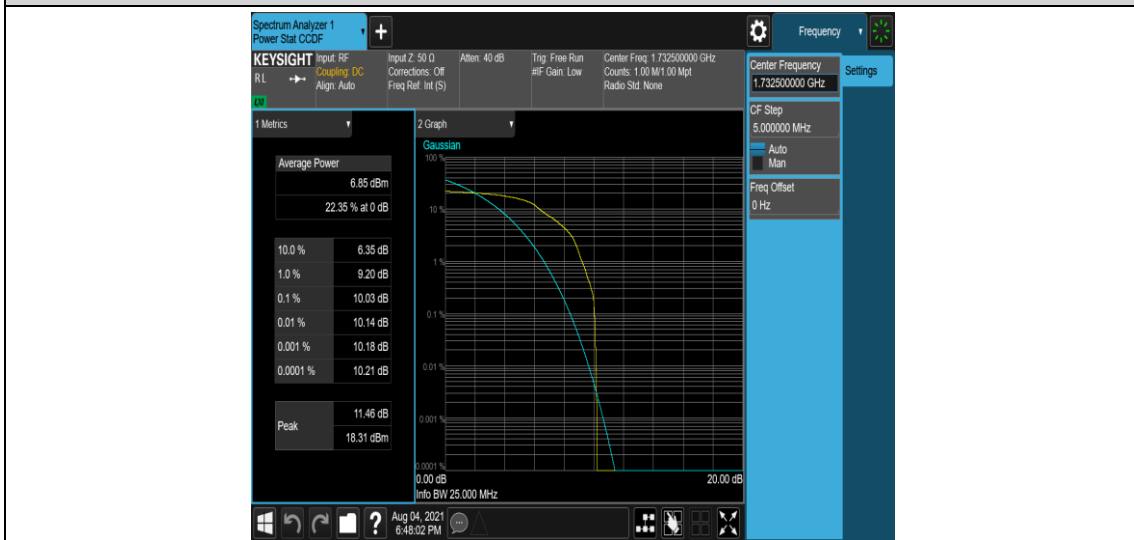 Spectrum Analyzer 1
Power Stat CCDF
+
Frequency
KEYSIGHT
RL
Input: RF
Coupling: DC
Align: Auto
Input Z: 50 Ω
Corrections: Off
Freq Ref: Int (S)
Atten: 40 dB
Trig: Free Run
#IF Gain: Low
Center Freq: 1.732500000 GHz
Counts: 1.00 M/1.00 Mpt
Radio Std: None
Center Frequency
1.732500000 GHz
Settings
CF Step
5.000000 MHz
Auto
Man
Freq Offset
0 Hz
1 Metrics
Average Power
6.85 dBm
22.35 % at 0 dB
10.0 % 6.35 dB
1.0 % 9.20 dB
0.1 % 10.03 dB
0.01 % 10.14 dB
0.001 % 10.18 dB
0.0001 % 10.21 dB
Peak
11.46 dB
18.31 dBm
2 Graph
Gaussian
100 %
10 %
1 %
0.1 %
0.01 %
0.001 %
0.0001 %
0.00 dB 20.00 dB
Info BW 25.000 MHz
?
Aug 04, 2021
6:48:02 PM